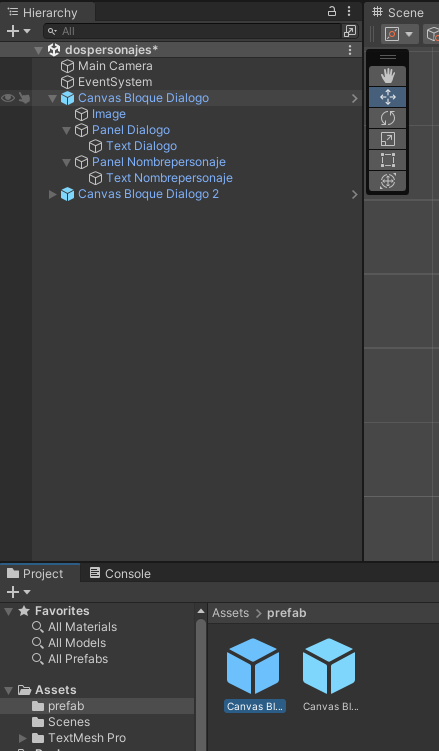 Hierarchy
Scene
All
dospersonajes*
Main Camera
EventSystem
Canvas Bloque Dialogo
Image
Panel Dialogo
Text Dialogo
Panel Nombrepersonaje
Text Nombrepersonaje
Canvas Bloque Dialogo 2
Project
Console
Favorites
All Materials
All Models
All Prefabs
Assets
prefab
Scenes
TextMesh Pro
Assets > prefab
Canvas Bl...
Canvas Bl...